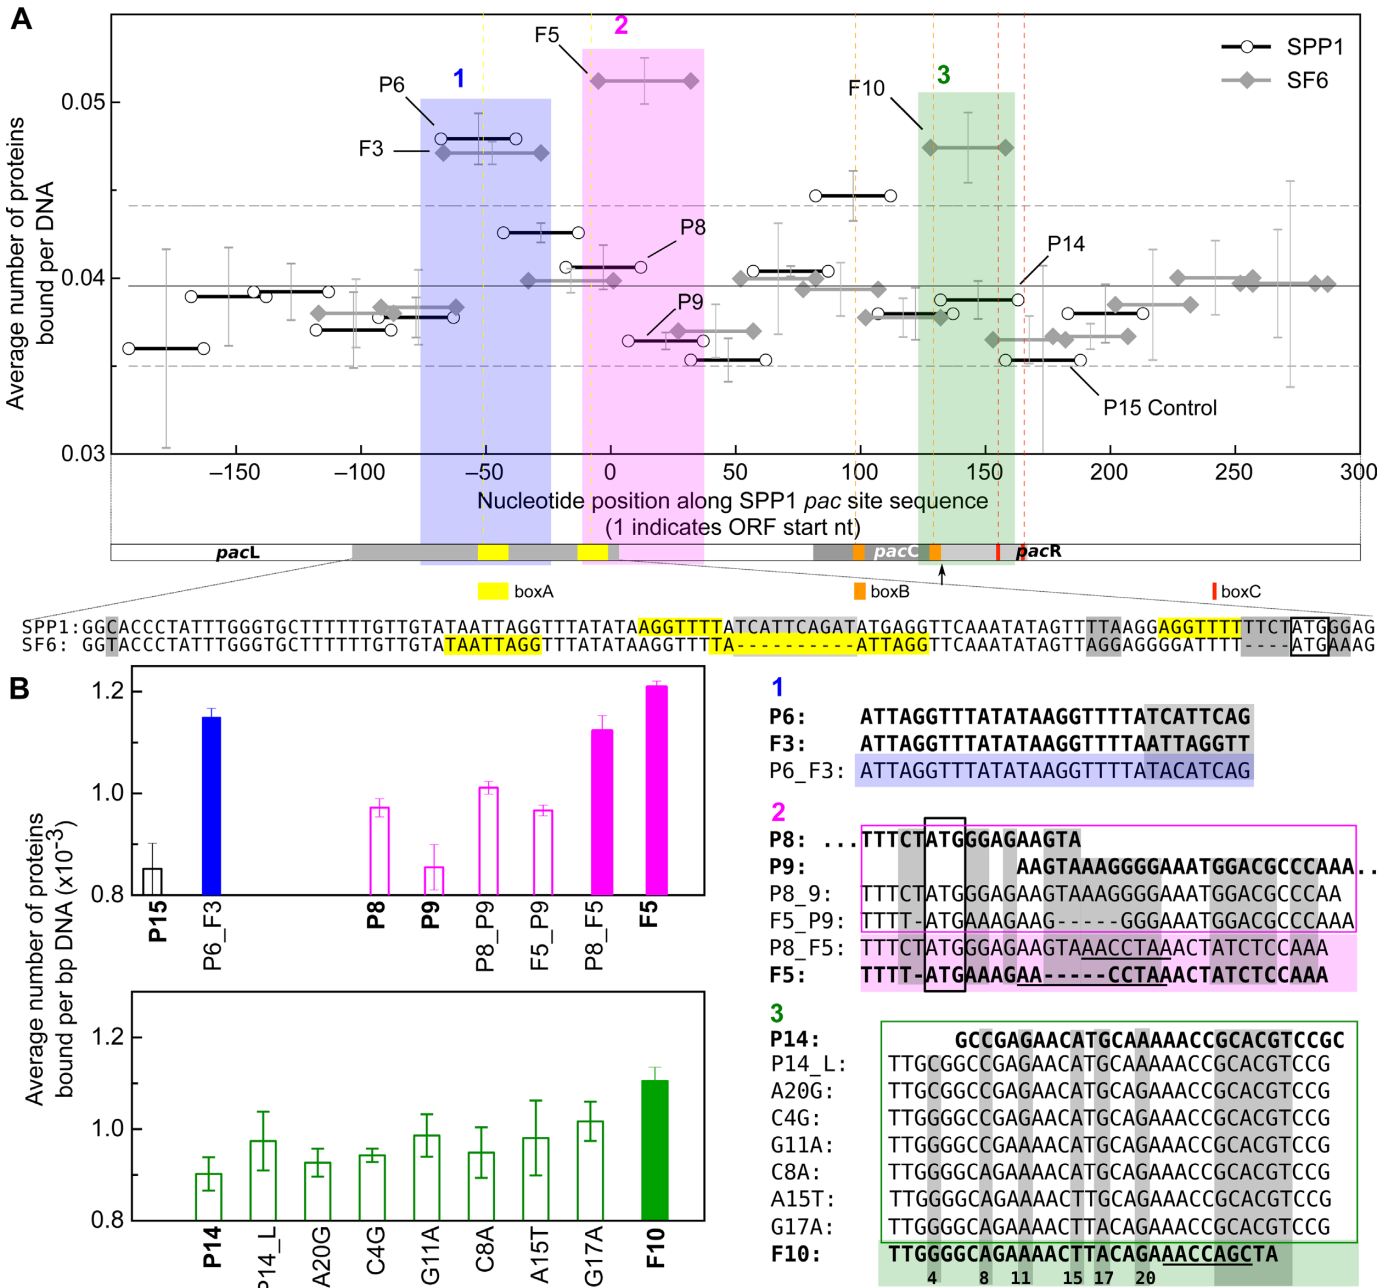 A
2
F5
SPP1
SF6
1
3
P6
F10
0.05
F3
P8
P14
0.04
P9
P15 Control
0.03
Average number of proteins
bound per DNA
−150 −100 −50 0 50 100 150 200 250 300
Nucleotide position along SPP1 pac site sequence
(1 indicates ORF start nt)
pacL pacC pacR
boxA boxB boxC
SPP1:GGCACCCTATTTGGGTGCTTTTTTGTTGTATAATTAGGTTTATATAAGGTTTTATCATTCAGATATGAGGTTCAAATATAGTTTTAAGGAGGTTTTTTCTATGGGAG
SF6: GGTACCCTATTTGGGTGCTTTTTTGTTGTATAATTAGGTTTATATAAGGTTTTA----------ATTAGGTTCAAATATAGTTAGGAGGGGATTTT----ATGAAAG
B
1.2
1.0
0.8
P15 P6_F3 P8 P9 P8_P9 F5_P9 P8_F5 F5
Average number of proteins
bound per bp DNA (x10⁻³)
1.2
1.0
0.8
P14 P14_L A20G C4G G11A C8A A15T G17A F10
1
P6: ATTAGGTTTATATAAGGTTTTATCATTCAG
F3: ATTAGGTTTATATAAGGTTTTAATTAGGTT
P6_F3: ATTAGGTTTATATAAGGTTTTATACATCAG
2
P8: ...TTTCTATGGGAGAAGTA
P9: AAGTAAAGGGGAAATGGACGCCCAAA..
P8_9: TTTCTATGGGAGAAGTAAAGGGGAAATGGACGCCCAA
F5_P9: TTTT-ATGAAAGAAG-----GGGAAATGGACGCCCAAA
P8_F5: TTTCTATGGGAGAAGTAAACCTAAACTATCTCCAAA
F5: TTTT-ATGAAAGAA-----CCTAAACTATCTCCAAA
3
P14: GCCGAGAACATGCAAAAACCGCACGTCCGC
P14_L: TTGCGGCCGAGAACATGCAAAAACCGCACGTCCG
A20G: TTGCGGCCGAGAACATGCAGAAACCGCACGTCCG
C4G: TTGGGGCCGAGAACATGCAGAAACCGCACGTCCG
G11A: TTGGGGCCGAAAACATGCAGAAACCGCACGTCCG
C8A: TTGGGGCAGAAAACATGCAGAAACCGCACGTCCG
A15T: TTGGGGCAGAAAACTTGCAGAAACCGCACGTCCG
G17A: TTGGGGCAGAAAACTTACAGAAACCGCACGTCCG
F10: TTGGGGCAGAAAACTTACAGAAACCAGCTA
4 8 11 15 17 20